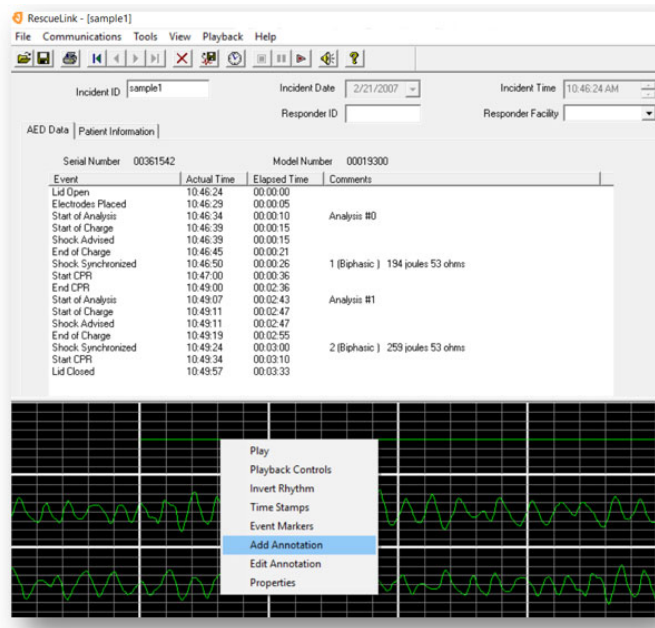 RescueLink - [sample1]
File Communications Tools View Playback Help
Incident ID sample1 Incident Date 2/21/2007 Incident Time 10:46:24 AM
Responder ID Responder Facility
AED Data Patient Information
Serial Number 00361542 Model Number 00019300
Event Actual Time Elapsed Time Comments
Lid Open 10:46:24 00:00:00
Electrodes Placed 10:46:29 00:00:05
Start of Analysis 10:46:34 00:00:10 Analysis #0
Start of Charge 10:46:39 00:00:15
Shock Advised 10:46:39 00:00:15
End of Charge 10:46:45 00:00:21
Shock Synchronized 10:46:50 00:00:26 1 (Biphasic ) 194 joules 53 ohms
Start CPR 10:47:00 00:00:36
End CPR 10:49:00 00:02:36
Start of Analysis 10:49:07 00:02:43 Analysis #1
Start of Charge 10:49:11 00:02:47
Shock Advised 10:49:11 00:02:47
End of Charge 10:49:19 00:02:55
Shock Synchronized 10:49:24 00:03:00 2 (Biphasic ) 259 joules 53 ohms
Start CPR 10:49:34 00:03:10
Lid Closed 10:49:57 00:03:33
Play
Playback Controls
Invert Rhythm
Time Stamps
Event Markers
Add Annotation
Edit Annotation
Properties